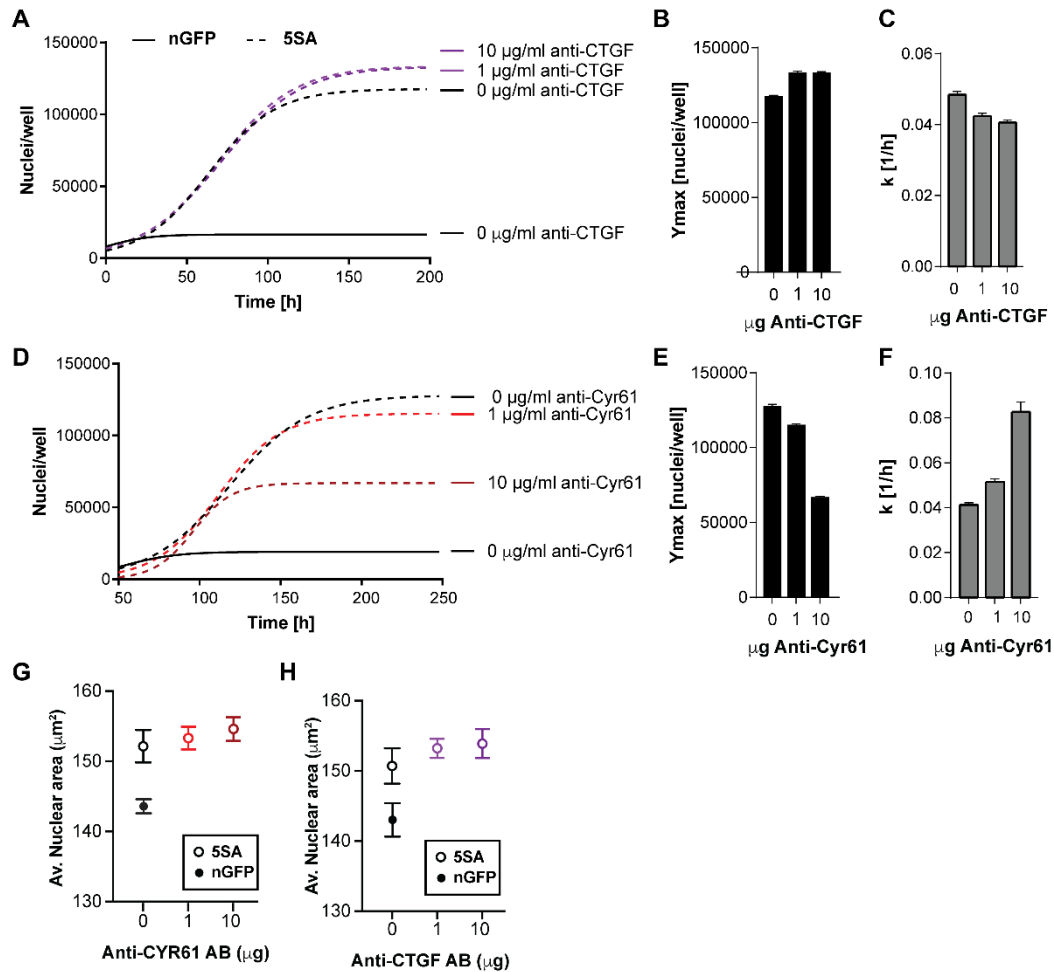 A
nGFP
5SA
150000
100000
50000
0
Nuclei/well
0
50
100
150
200
Time [h]
10 µg/ml anti-CTGF
1 µg/ml anti-CTGF
0 µg/ml anti-CTGF
0 µg/ml anti-CTGF
B
150000
100000
50000
0
Ymax [nuclei/well]
0
1
10
µg Anti-CTGF
C
0.06
0.04
0.02
0.00
k [1/h]
0
1
10
µg Anti-CTGF
D
150000
100000
50000
0
Nuclei/well
50
100
150
200
250
Time [h]
0 µg/ml anti-Cyr61
1 µg/ml anti-Cyr61
10 µg/ml anti-Cyr61
0 µg/ml anti-Cyr61
E
150000
100000
50000
0
Ymax [nuclei/well]
0
1
10
µg Anti-Cyr61
F
0.10
0.08
0.06
0.04
0.02
0.00
k [1/h]
0
1
10
µg Anti-Cyr61
G
160
150
142
130
Av. Nuclear area (µm²)
5SA
nGFP
0
1
10
Anti-CYR61 AB (µg)
H
160
150
140
130
Av. Nuclear area (µm²)
5SA
nGFP
0
1
10
Anti-CTGF AB (µg)